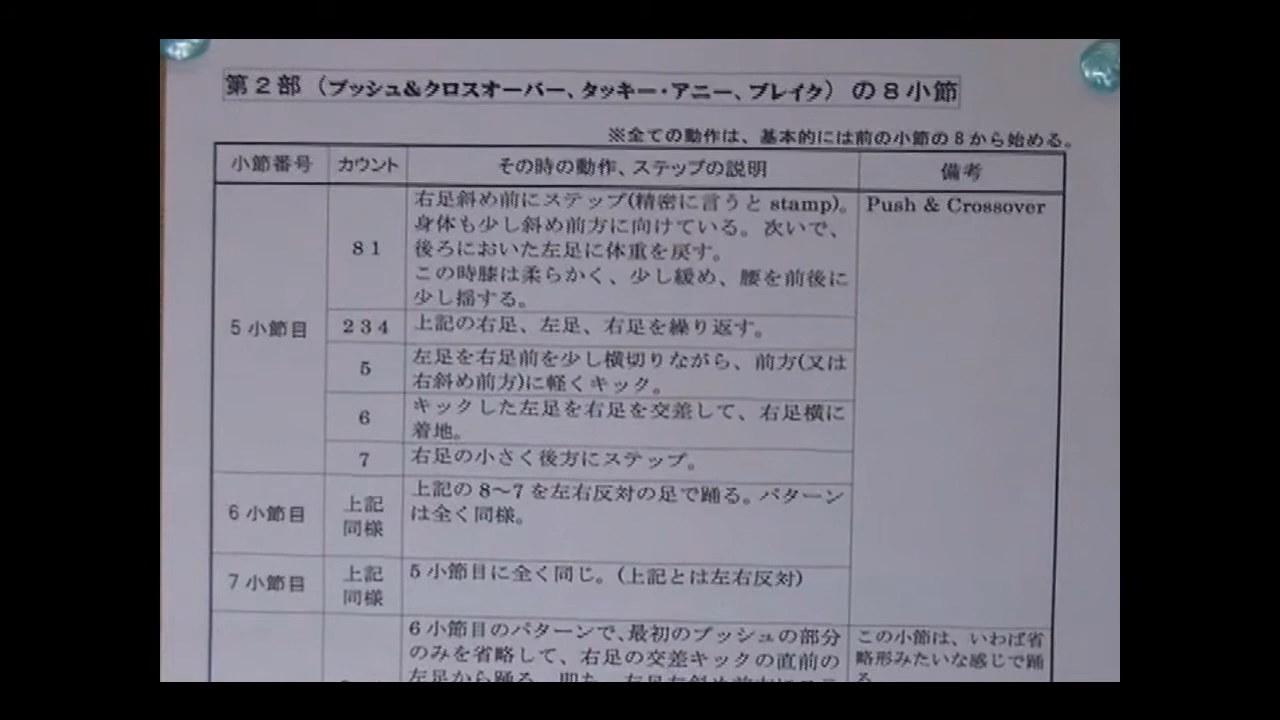 第２部（プッシュ＆クロスオーバー、タッキー・アニー、ブレイク）の８小節
※全ての動作は、基本的には前の小節の８から始める。
小節番号 カウント その時の動作、ステップの説明 備考
５小節目
８１
右足斜め前にステップ(精密に言うと stamp)。
身体も少し斜め前方に向けている。次いで、
後ろにおいた左足に体重を戻す。
この時膝は柔らかく、少し緩め、腰を前後に
少し揺する。
Push & Crossover
２３４
上記の右足、左足、右足を繰り返す。
５
左足を右足前を少し横切りながら、前方(又は
右斜め前方)に軽くキック。
６
キックした左足を右足を交差して、右足横に
着地。
７
右足の小さく後方にステップ。
６小節目
上記
同様
上記の８～７を左右反対の足で踊る。パターン
は全く同様。
７小節目
上記
同様
５小節目に全く同じ。（上記とは左右反対）
６小節目のパターンで、最初のプッシュの部分
のみを省略して、右足の交差キックの直前の
左足から踊る。即ち、
この小節は、いわば省
略形みたいな感じで踊
る